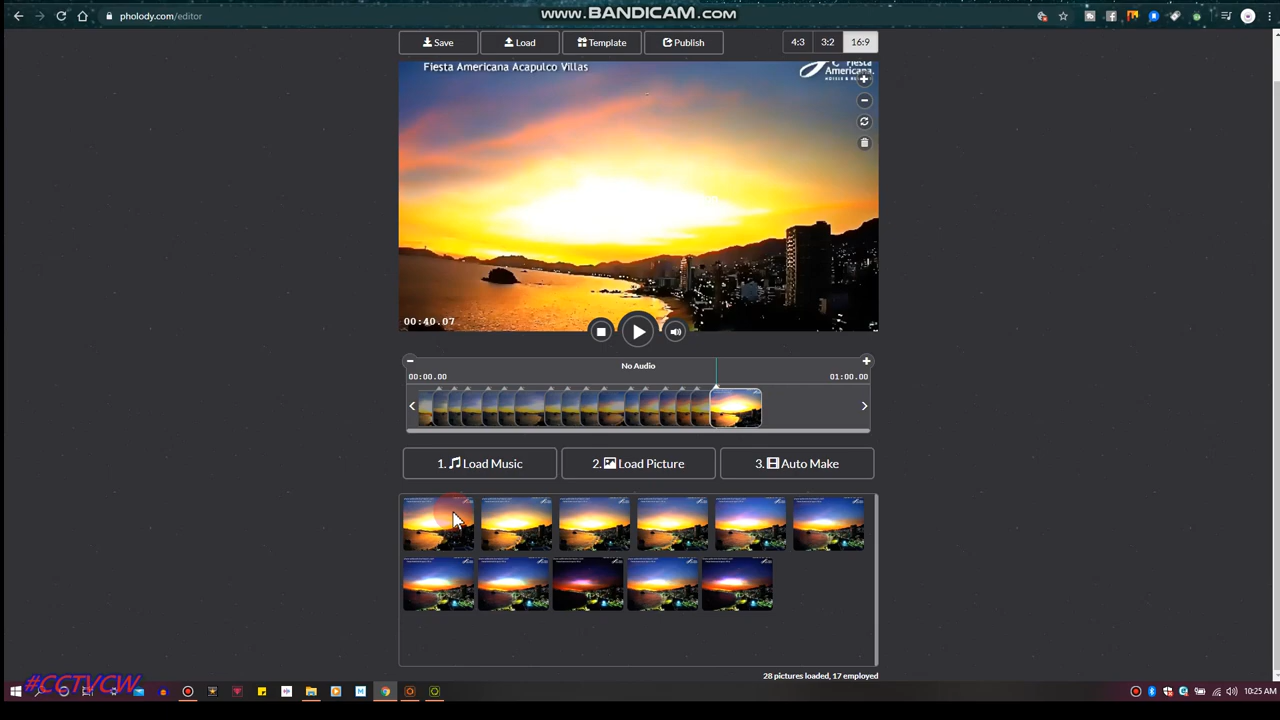 www.BANDICAM.com
pholody.com/editor
Save
Load
Template
Publish
4:3
3:2
16:9
Fiesta Americana Acapulco Villas
Fiesta
Americana.
00:40.07
No Audio
00:00.00
01:00.00
1. Load Music
2. Load Picture
3. Auto Make
28 pictures loaded, 17 employed
#CCTVCW
10:25 AM